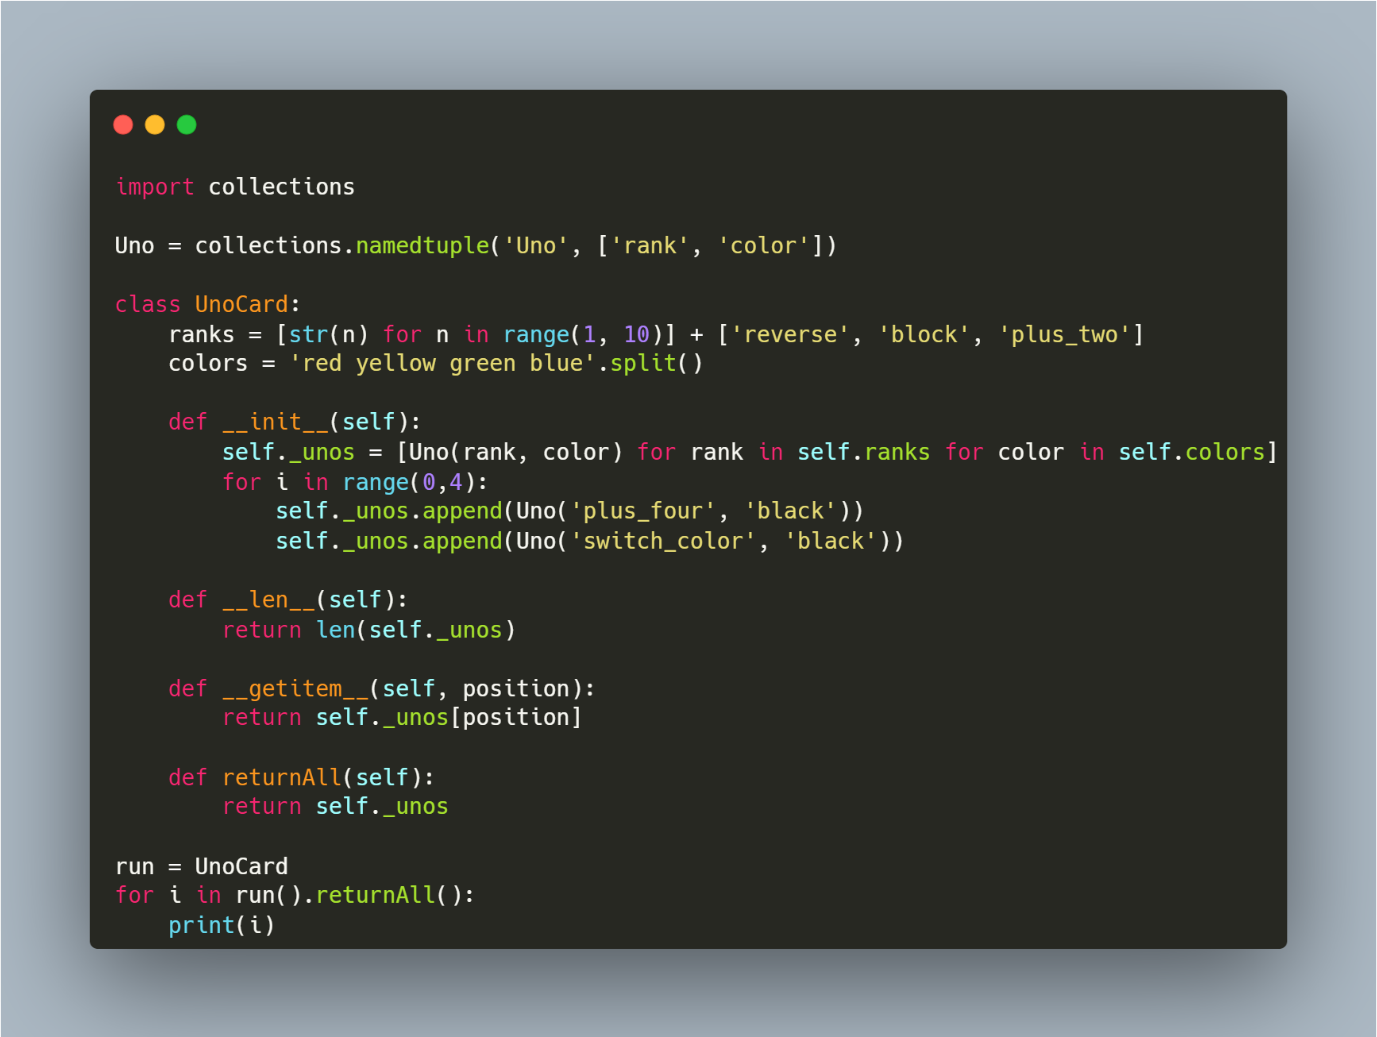 import collections

Uno = collections.namedtuple('Uno', ['rank', 'color'])

class UnoCard:
    ranks = [str(n) for n in range(1, 10)] + ['reverse', 'block', 'plus_two']
    colors = 'red yellow green blue'.split()

    def __init__(self):
        self._unos = [Uno(rank, color) for rank in self.ranks for color in self.colors]
        for i in range(0,4):
            self._unos.append(Uno('plus_four', 'black'))
            self._unos.append(Uno('switch_color', 'black'))

    def __len__(self):
        return len(self._unos)

    def __getitem__(self, position):
        return self._unos[position]

    def returnAll(self):
        return self._unos

run = UnoCard
for i in run().returnAll():
    print(i)